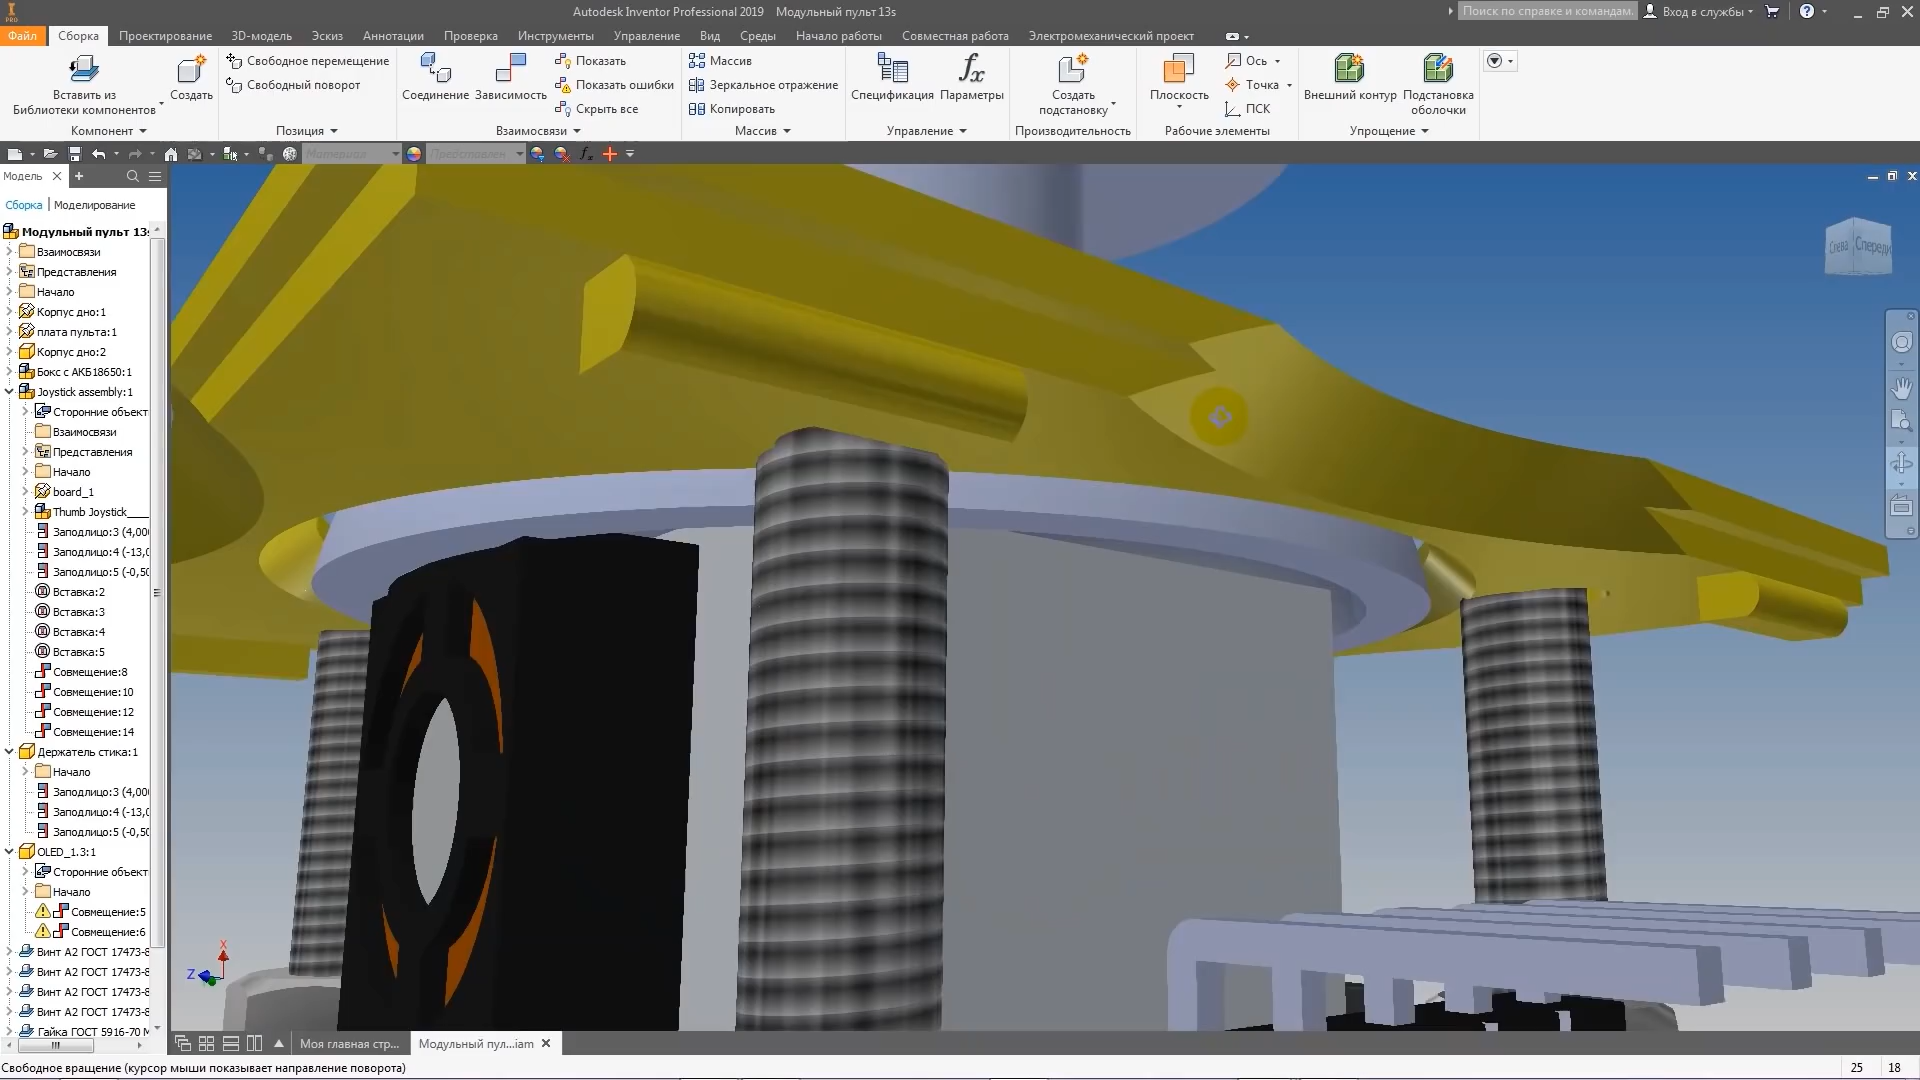 Autodesk Inventor Professional 2019 Модульный пульт 13s
Поиск по справке и командам.
Вход в службы
PRO
Файл Сборка Проектирование 3D-модель Эскиз Аннотации Проверка Инструменты Управление Вид Среды Начало работы Совместная работа Электромеханический проект
Вставить из
Библиотеки компонентов
Создать
Компонент
Свободное перемещение
Свободный поворот
Позиция
Соединение
Зависимость
Показать
Показать ошибки
Скрыть все
Взаимосвязи
Массив
Зеркальное отражение
Копировать
Массив
Спецификация
fx
Параметры
Управление
Создать
подстановку
Производительность
Плоскость
Ось
Точка
ПСК
Рабочие элементы
Внешний контур
Подстановка
оболочки
Упрощение
Материал
Представлен
Модель
Сборка Моделирование
Модульный пульт 13s
Взаимосвязи
Представления
Начало
Корпус дно:1
плата пульта:1
Корпус дно:2
Бокс с АКБ18650:1
Joystick assembly:1
Сторонние объект
Взаимосвязи
Представления
Начало
board_1
Thumb Joystick____
Заподлицо:3 (4,000
Заподлицо:4 (-13,0
Заподлицо:5 (-0,50
Вставка:2
Вставка:3
Вставка:4
Вставка:5
Совмещение:8
Совмещение:10
Совмещение:12
Совмещение:14
Держатель стика:1
Начало
Заподлицо:3 (4,000
Заподлицо:4 (-13,0
Заподлицо:5 (-0,50
OLED_1.3:1
Сторонние объект
Начало
Совмещение:5
Совмещение:6
Винт А2 ГОСТ 17473-8
Винт А2 ГОСТ 17473-8
Винт А2 ГОСТ 17473-8
Винт А2 ГОСТ 17473-8
Гайка ГОСТ 5916-70 M
Слева Спереди
X
Z
Моя главная стр...
Модульный пул...iam
Свободное вращение (курсор мыши показывает направление поворота)
25 18